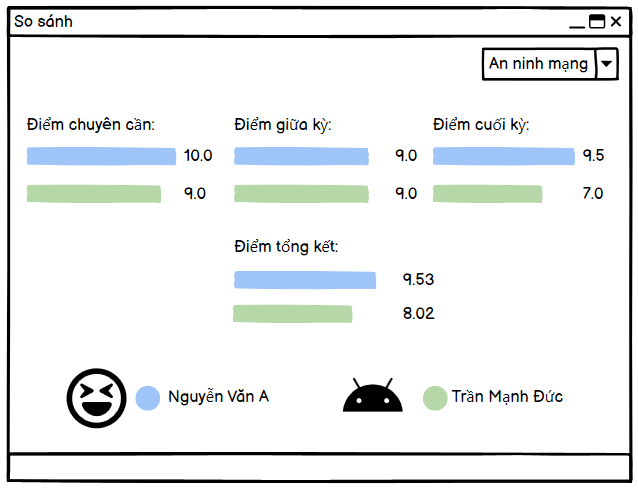 So sánh
An ninh mạng
Điểm chuyên cần:
10.0
9.0
Điểm giữa kỳ:
9.0
9.0
Điểm cuối kỳ:
9.5
7.0
Điểm tổng kết:
9.53
8.02
Nguyễn Văn A
Trần Mạnh Đức